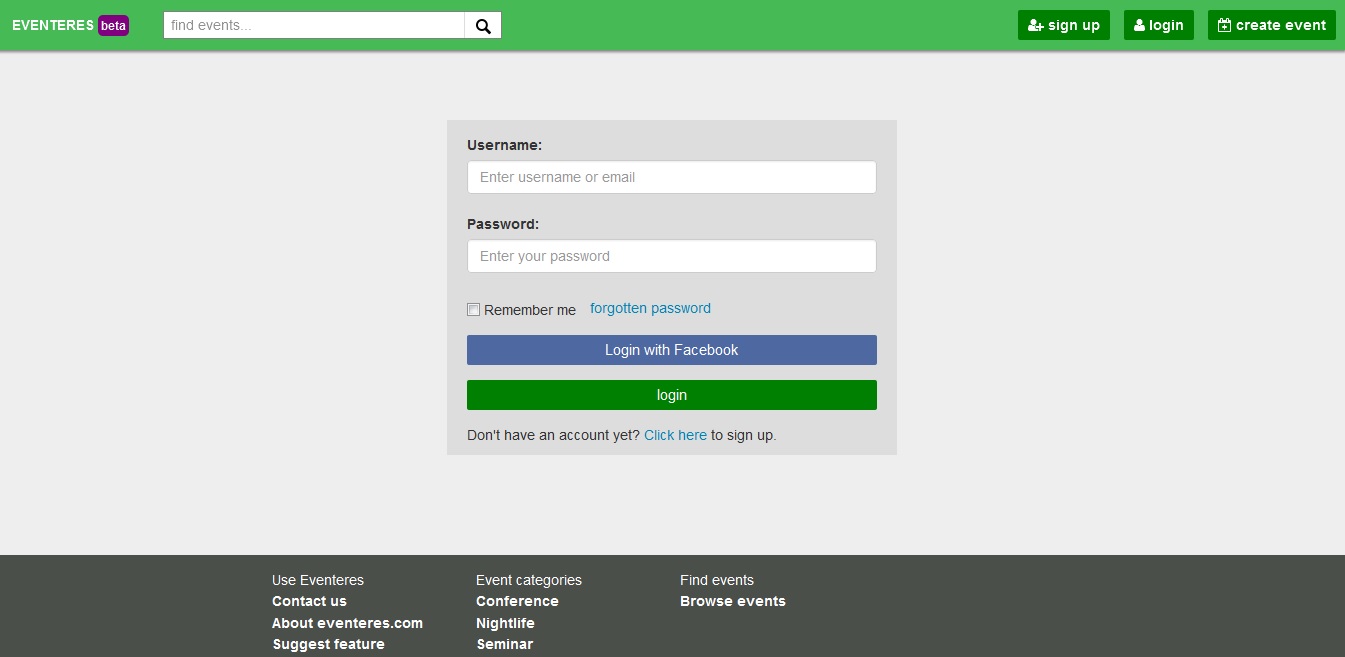 EVENTERES beta find events... sign up login create event
Username:
Enter username or email
Password:
Enter your password
Remember me forgotten password
Login with Facebook
login
Don't have an account yet? Click here to sign up.
Use Eventeres Event categories Find events
Contact us Conference Browse events
About eventeres.com Nightlife
Suggest feature Seminar